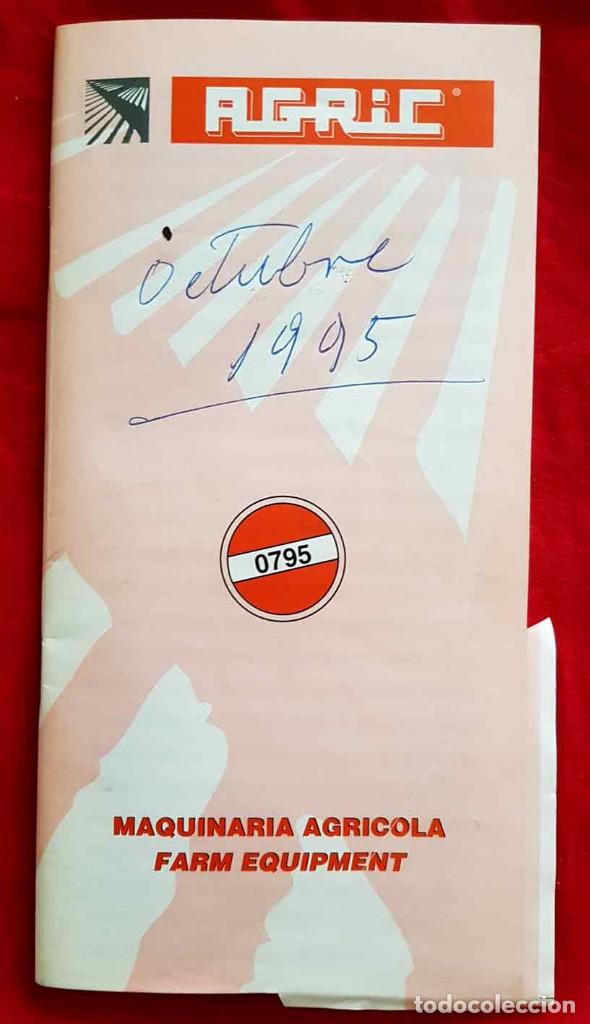 AGRIC®
Octubre
1995
0795
MAQUINARIA AGRICOLA
FARM EQUIPMENT
todocoleccion